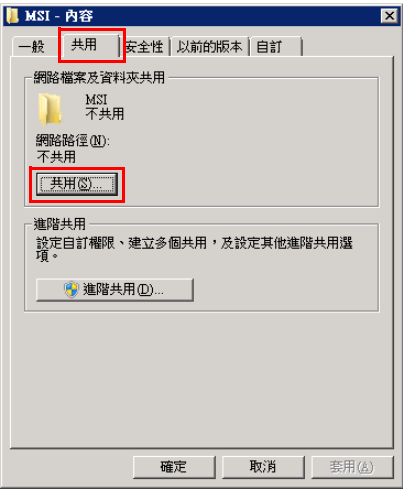 MSI - 內容
一般 共用 安全性 以前的版本 自訂
網路檔案及資料夾共用
MSI
不共用
網路路徑(N):
不共用
共用(S)...
進階共用
設定自訂權限、建立多個共用，及設定其他進階共用選
項。
進階共用(D)...
確定 取消 套用(A)